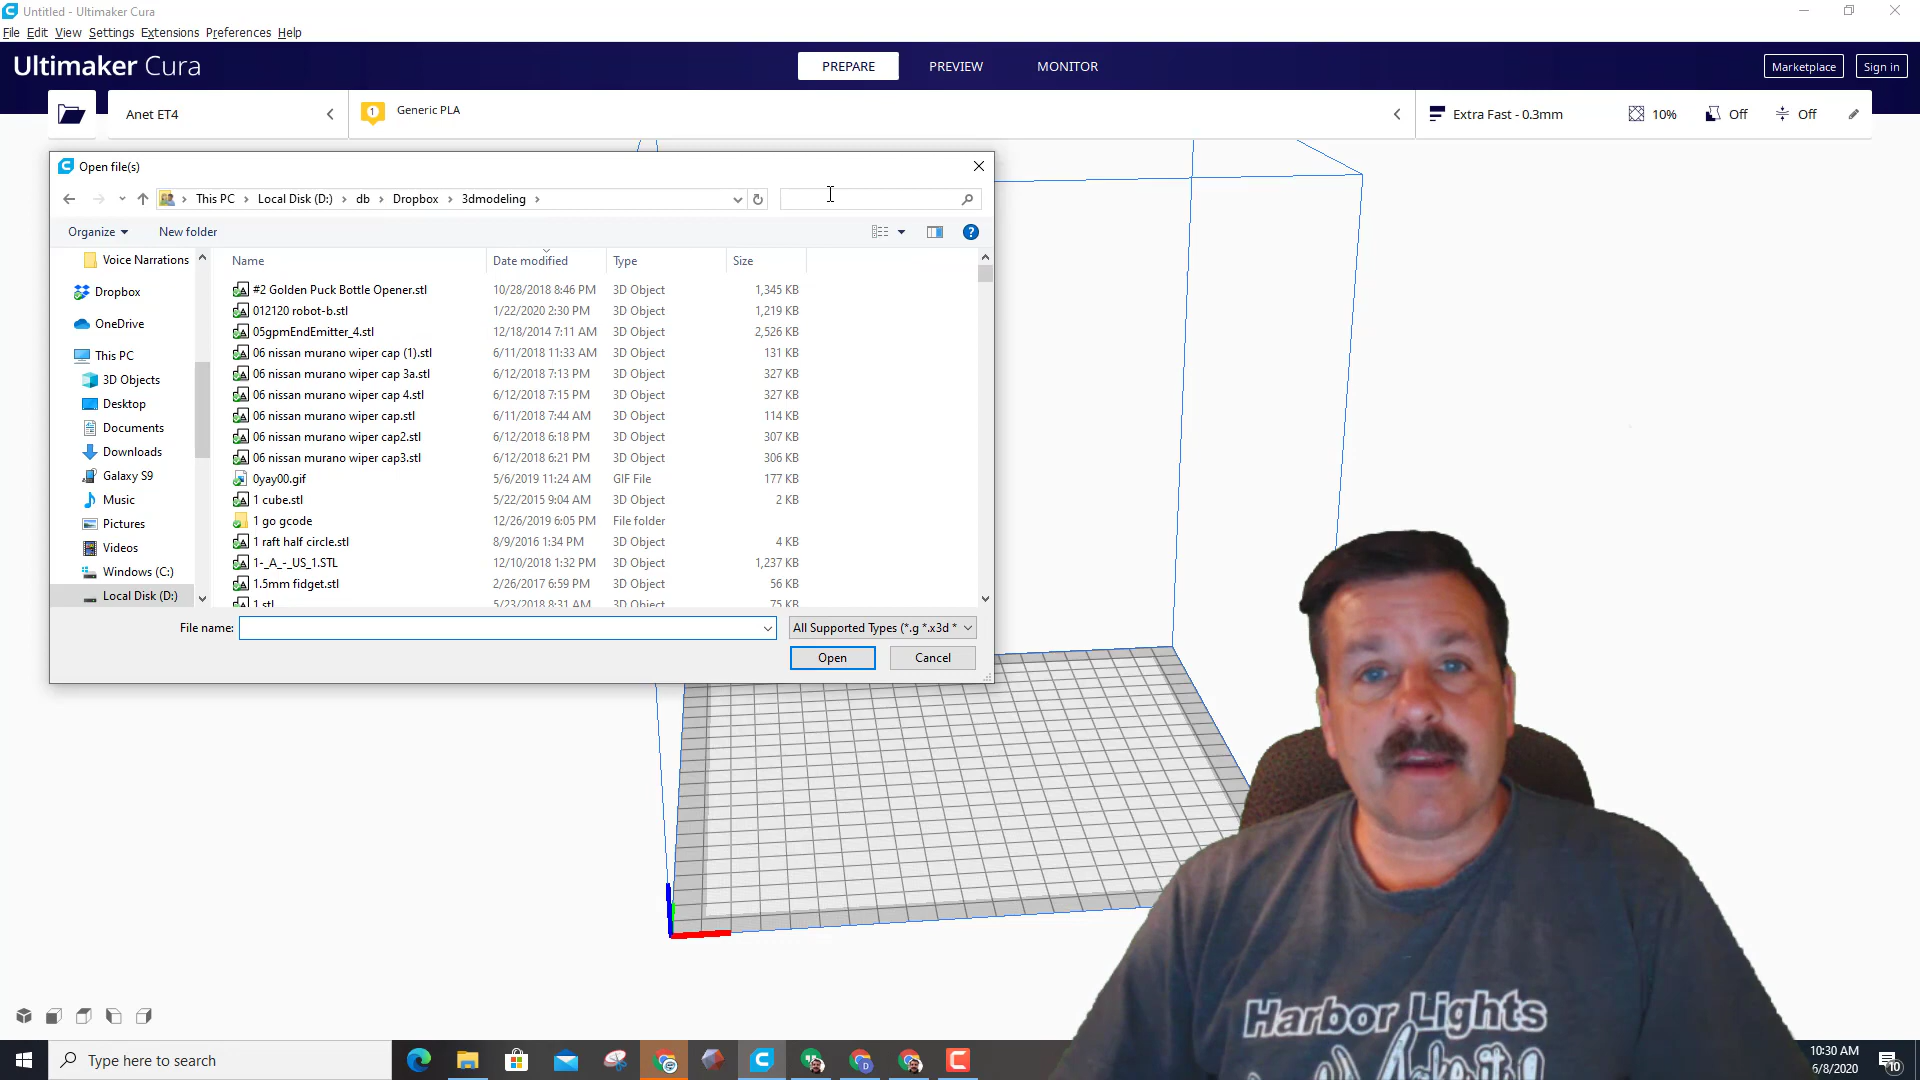 Untitled - Ultimaker Cura
File Edit View Settings Extensions Preferences Help
Ultimaker Cura
PREPARE PREVIEW MONITOR
Marketplace Sign in
Anet ET4
1 Generic PLA
Extra Fast - 0.3mm 10% Off Off
Open file(s)
This PC Local Disk (D:) db Dropbox 3dmodeling
Organize New folder
Voice Narrations
Dropbox
OneDrive
This PC
3D Objects
Desktop
Documents
Downloads
Galaxy S9
Music
Pictures
Videos
Windows (C:)
Local Disk (D:)
Name Date modified Type Size
#2 Golden Puck Bottle Opener.stl 10/28/2018 8:46 PM 3D Object 1,345 KB
012120 robot-b.stl 1/22/2020 2:30 PM 3D Object 1,219 KB
05gpmEndEmitter_4.stl 12/18/2014 7:11 AM 3D Object 2,526 KB
06 nissan murano wiper cap (1).stl 6/11/2018 11:33 AM 3D Object 131 KB
06 nissan murano wiper cap 3a.stl 6/12/2018 7:13 PM 3D Object 327 KB
06 nissan murano wiper cap 4.stl 6/12/2018 7:15 PM 3D Object 327 KB
06 nissan murano wiper cap.stl 6/11/2018 7:44 AM 3D Object 114 KB
06 nissan murano wiper cap2.stl 6/12/2018 6:18 PM 3D Object 307 KB
06 nissan murano wiper cap3.stl 6/12/2018 6:21 PM 3D Object 306 KB
0yay00.gif 5/6/2019 11:24 AM GIF File 177 KB
1 cube.stl 5/22/2015 9:04 AM 3D Object 2 KB
1 go gcode 12/26/2019 6:05 PM File folder
1 raft half circle.stl 8/9/2016 1:34 PM 3D Object 4 KB
1-_A_-_US_1.STL 12/10/2018 1:32 PM 3D Object 1,237 KB
1.5mm fidget.stl 2/26/2017 6:59 PM 3D Object 56 KB
1.stl 5/23/2018 8:31 AM 3D Object 75 KB
File name: All Supported Types (*.g *.x3d *
Open Cancel
Harbor Lights
Type here to search
10:30 AM
6/8/2020
10